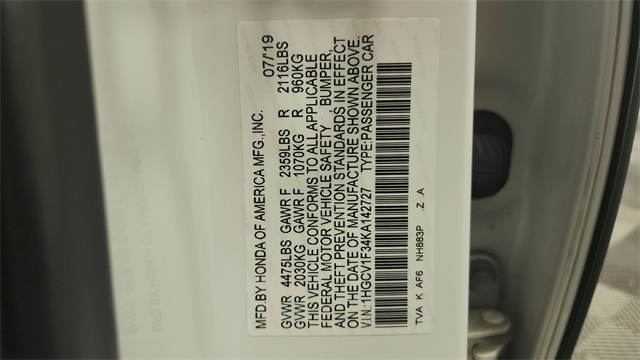 MFD.BY HONDA OF AMERICA MFG.,INC. 07/19
GVWR 4475LBS GAWR F 2359LBS R 2116LBS
GVWR 2030KG GAWR F 1070KG R 960KG
THIS VEHICLE CONFORMS TO ALL APPLICABLE
FEDERAL MOTOR VEHICLE SAFETY, BUMPER,
AND THEFT PREVENTION STANDARDS IN EFFECT
ON THE DATE OF MANUFACTURE SHOWN ABOVE.
V.I.N:1HGCV1F34KA142727 TYPE:PASSENGER CAR
TVA K AF6 NH883P .Z .A